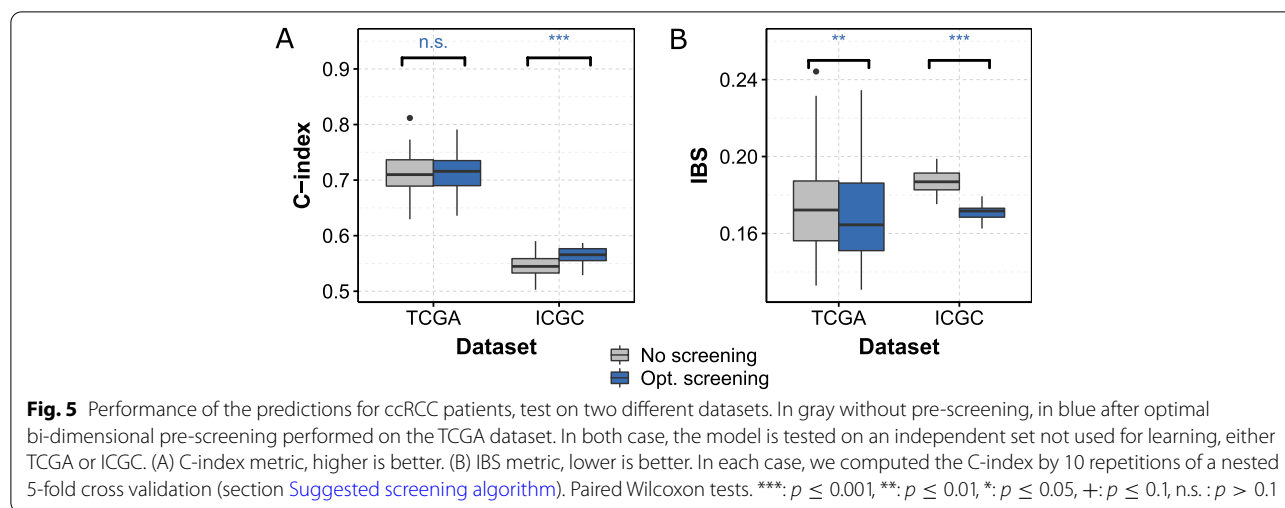 A
n.s.
***
0.9
0.8
0.7
0.6
0.5
C−index
TCGA
ICGC
Dataset
B
**
***
0.24
0.20
0.16
IBS
TCGA
ICGC
Dataset
No screening
Opt. screening
Fig. 5 Performance of the predictions for ccRCC patients, test on two different datasets. In gray without pre-screening, in blue after optimal
bi-dimensional pre-screening performed on the TCGA dataset. In both case, the model is tested on an independent set not used for learning, either
TCGA or ICGC. (A) C-index metric, higher is better. (B) IBS metric, lower is better. In each case, we computed the C-index by 10 repetitions of a nested
5-fold cross validation (section Suggested screening algorithm). Paired Wilcoxon tests. ***: p ≤ 0.001, **: p ≤ 0.01, *: p ≤ 0.05, +: p ≤ 0.1, n.s. : p > 0.1